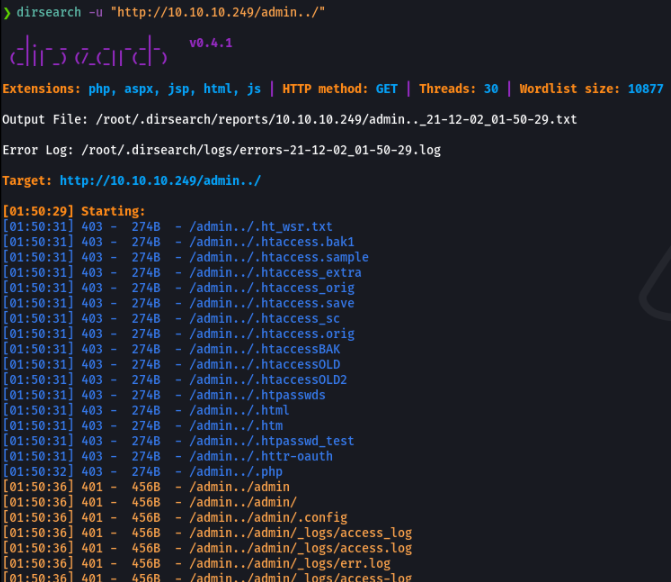 ❯ dirsearch -u "http://10.10.10.249/admin../"
v0.4.1
Extensions: php, aspx, jsp, html, js | HTTP method: GET | Threads: 30 | Wordlist size: 10877
Output File: /root/.dirsearch/reports/10.10.10.249/admin.._21-12-02_01-50-29.txt
Error Log: /root/.dirsearch/logs/errors-21-12-02_01-50-29.log
Target: http://10.10.10.249/admin../
[01:50:29] Starting:
[01:50:31] 403 - 274B - /admin../.ht_wsr.txt
[01:50:31] 403 - 274B - /admin../.htaccess.bak1
[01:50:31] 403 - 274B - /admin../.htaccess.sample
[01:50:31] 403 - 274B - /admin../.htaccess_extra
[01:50:31] 403 - 274B - /admin../.htaccess_orig
[01:50:31] 403 - 274B - /admin../.htaccess.save
[01:50:31] 403 - 274B - /admin../.htaccess_sc
[01:50:31] 403 - 274B - /admin../.htaccess.orig
[01:50:31] 403 - 274B - /admin../.htaccessBAK
[01:50:31] 403 - 274B - /admin../.htaccessOLD
[01:50:31] 403 - 274B - /admin../.htaccessOLD2
[01:50:31] 403 - 274B - /admin../.htpasswds
[01:50:31] 403 - 274B - /admin../.html
[01:50:31] 403 - 274B - /admin../.htm
[01:50:31] 403 - 274B - /admin../.htpasswd_test
[01:50:31] 403 - 274B - /admin../.httr-oauth
[01:50:32] 403 - 274B - /admin../.php
[01:50:36] 401 - 456B - /admin../admin
[01:50:36] 401 - 456B - /admin../admin/
[01:50:36] 401 - 456B - /admin../admin/.config
[01:50:36] 401 - 456B - /admin../admin/_logs/access_log
[01:50:36] 401 - 456B - /admin../admin/_logs/access.log
[01:50:36] 401 - 456B - /admin../admin/_logs/err.log
[01:50:36] 401 - 456B - /admin../admin/_logs/access-log